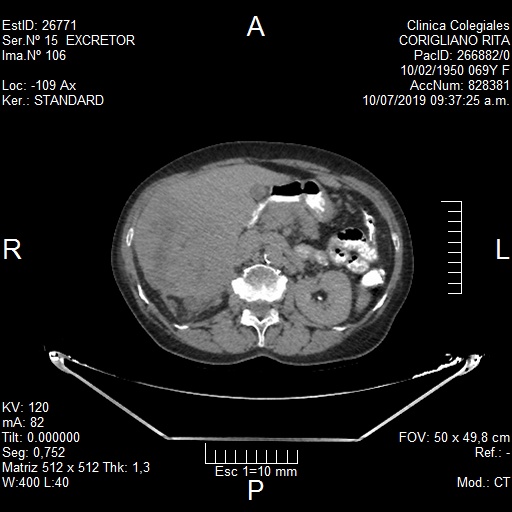 EstID: 26771
Ser.Nº 15 EXCRETOR
Ima.Nº 106
Loc: -109 Ax
Ker.: STANDARD
A
Clinica Colegiales
CORIGLIANO RITA
PacID: 266882/0
10/02/1950 069Y F
AccNum: 828381
10/07/2019 09:37:25 a.m.
R
L
KV: 120
mA: 82
Tilt: 0.000000
Seg: 0,752
Matriz 512 x 512 Thk: 1,3
W:400 L:40
Esc 1=10 mm
P
FOV: 50 x 49,8 cm
Ref.: -
Mod.: CT